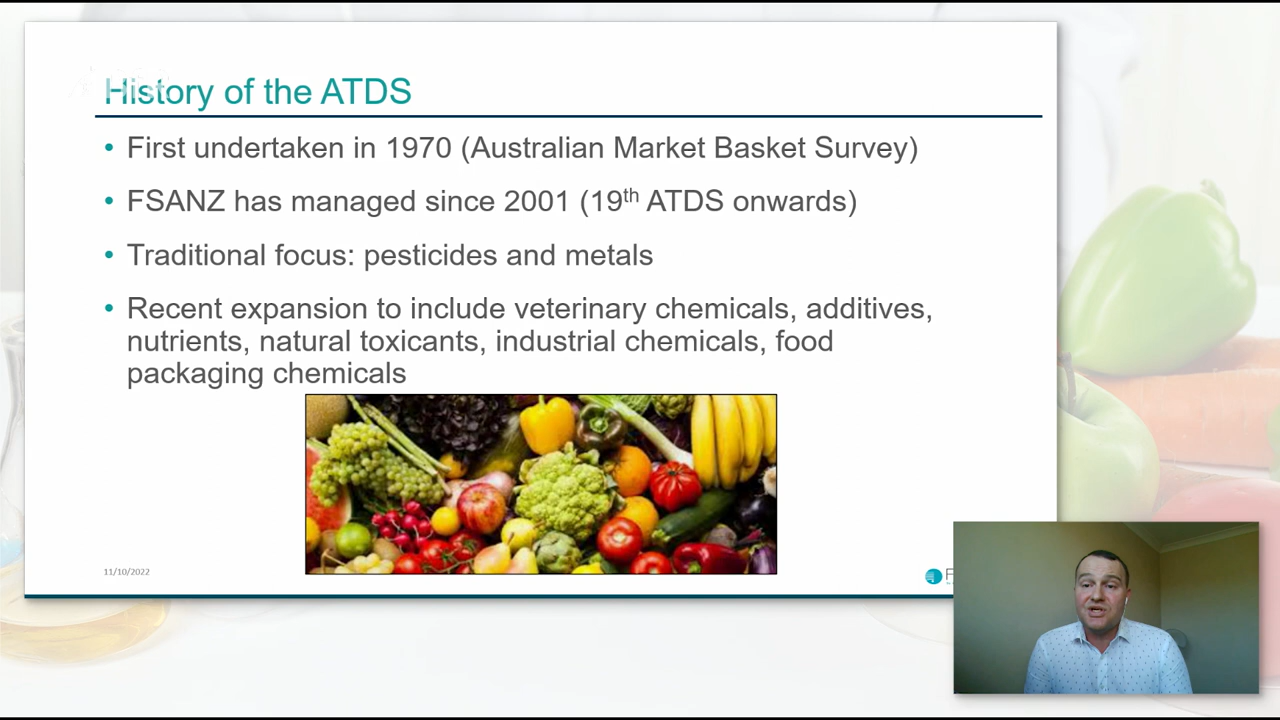 History of the ATDS
• First undertaken in 1970 (Australian Market Basket Survey)
• FSANZ has managed since 2001 (19th ATDS onwards)
• Traditional focus: pesticides and metals
• Recent expansion to include veterinary chemicals, additives,
nutrients, natural toxicants, industrial chemicals, food
packaging chemicals
11/10/2022